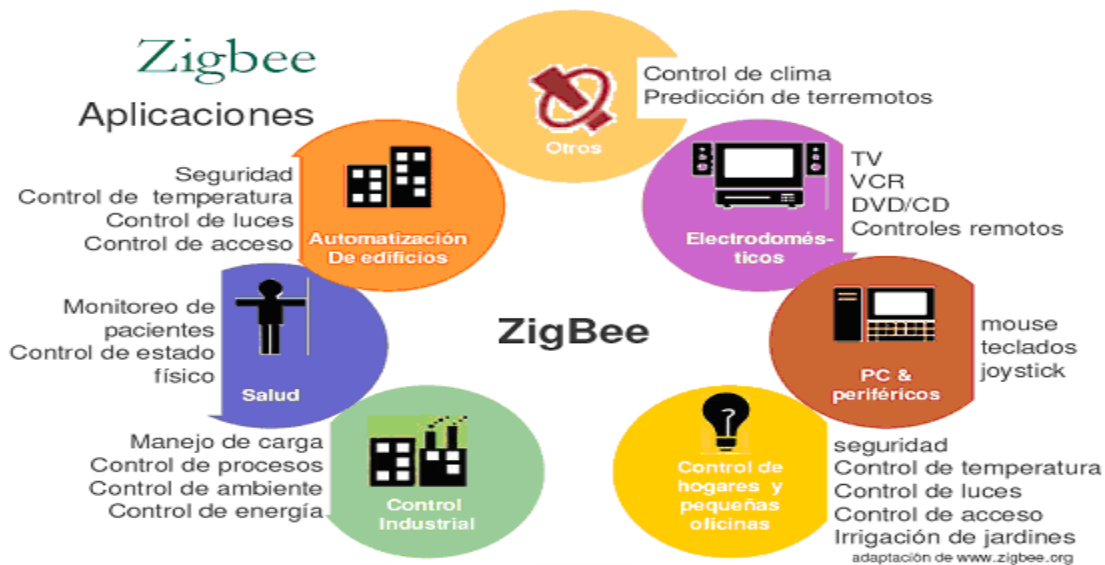 Zigbee
Aplicaciones
Otros
Control de clima
Predicción de terremotos
Seguridad
Control de temperatura
Control de luces
Control de acceso
Automatización
De edificios
Electrodomés-
ticos
TV
VCR
DVD/CD
Controles remotos
Monitoreo de
pacientes
Control de estado
físico
Salud
ZigBee
PC &
periféricos
mouse
teclados
joystick
Manejo de carga
Control de procesos
Control de ambiente
Control de energía
Control
Industrial
Control de
hogares y
pequeñas
oficinas
seguridad
Control de temperatura
Control de luces
Control de acceso
Irrigación de jardines
adaptación de www.zigbee.org